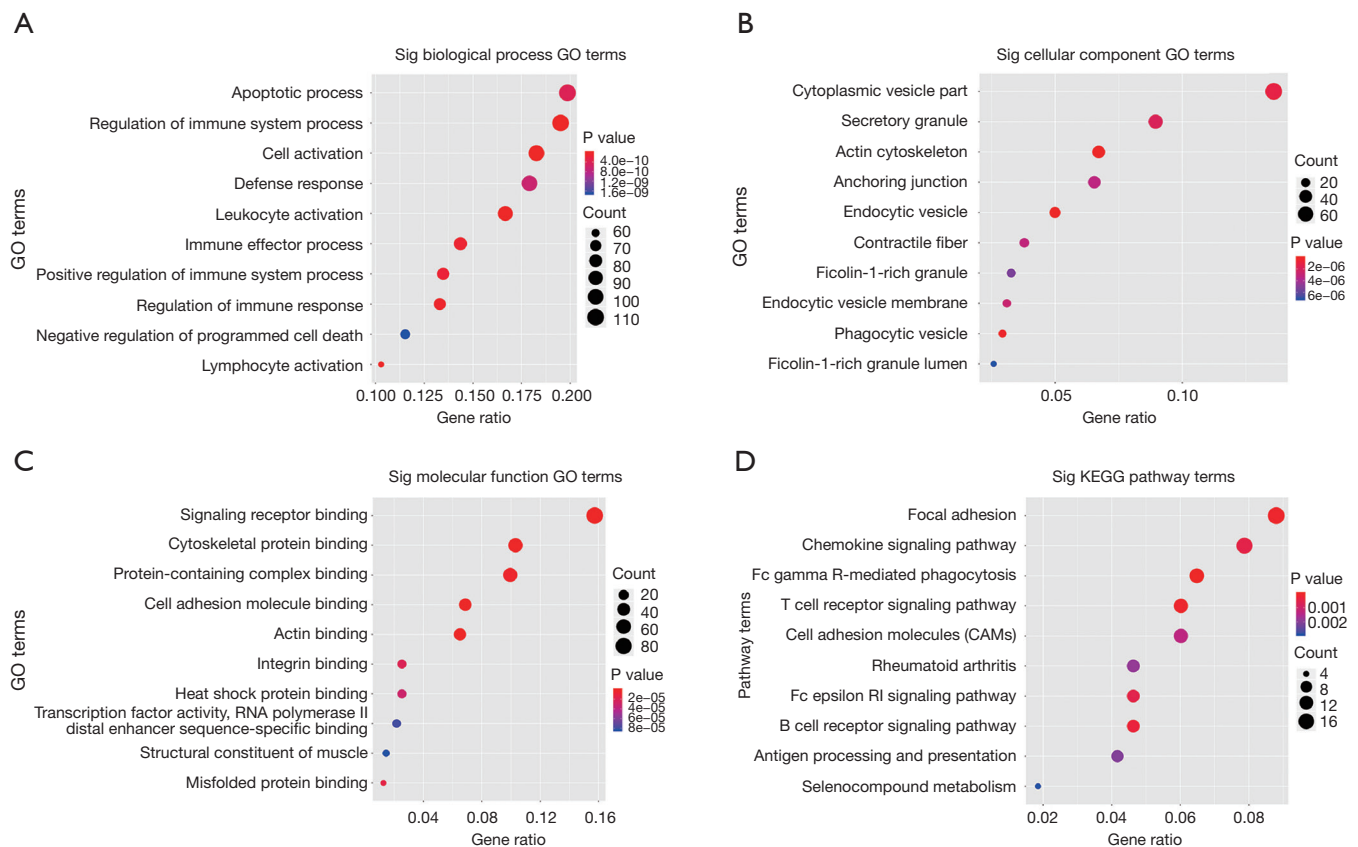 A
Sig biological process GO terms
GO terms
Apoptotic process
Regulation of immune system process
Cell activation
Defense response
Leukocyte activation
Immune effector process
Positive regulation of immune system process
Regulation of immune response
Negative regulation of programmed cell death
Lymphocyte activation
0.100 0.125 0.150 0.175 0.200
Gene ratio
P value
4.0e−10
8.0e−10
1.2e−09
1.6e−09
Count
60
70
80
90
100
110
B
Sig cellular component GO terms
GO terms
Cytoplasmic vesicle part
Secretory granule
Actin cytoskeleton
Anchoring junction
Endocytic vesicle
Contractile fiber
Ficolin-1-rich granule
Endocytic vesicle membrane
Phagocytic vesicle
Ficolin-1-rich granule lumen
0.05 0.10
Gene ratio
Count
20
40
60
P value
2e−06
4e−06
6e−06
C
Sig molecular function GO terms
GO terms
Signaling receptor binding
Cytoskeletal protein binding
Protein-containing complex binding
Cell adhesion molecule binding
Actin binding
Integrin binding
Heat shock protein binding
Transcription factor activity, RNA polymerase II
distal enhancer sequence-specific binding
Structural constituent of muscle
Misfolded protein binding
0.04 0.08 0.12 0.16
Gene ratio
Count
20
40
60
80
P value
2e−05
4e−05
6e−05
8e−05
D
Sig KEGG pathway terms
Pathway terms
Focal adhesion
Chemokine signaling pathway
Fc gamma R-mediated phagocytosis
T cell receptor signaling pathway
Cell adhesion molecules (CAMs)
Rheumatoid arthritis
Fc epsilon RI signaling pathway
B cell receptor signaling pathway
Antigen processing and presentation
Selenocompound metabolism
0.02 0.04 0.06 0.08
Gene ratio
P value
0.001
0.002
Count
4
8
12
16